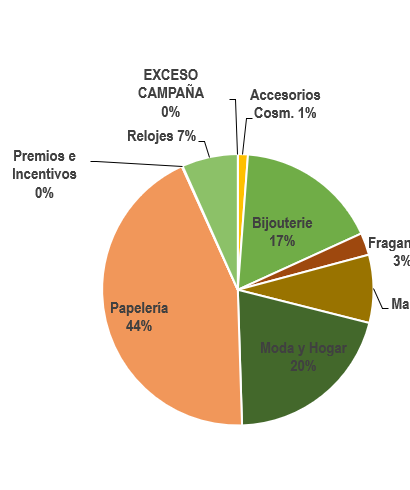 EXCESO
CAMPAÑA
0%
Accesorios
Cosm. 1%
Relojes 7%
Premios e
Incentivos
0%
Bijouterie
17%
Fragan
3%
Ma
Papelería
44%
Moda y Hogar
20%